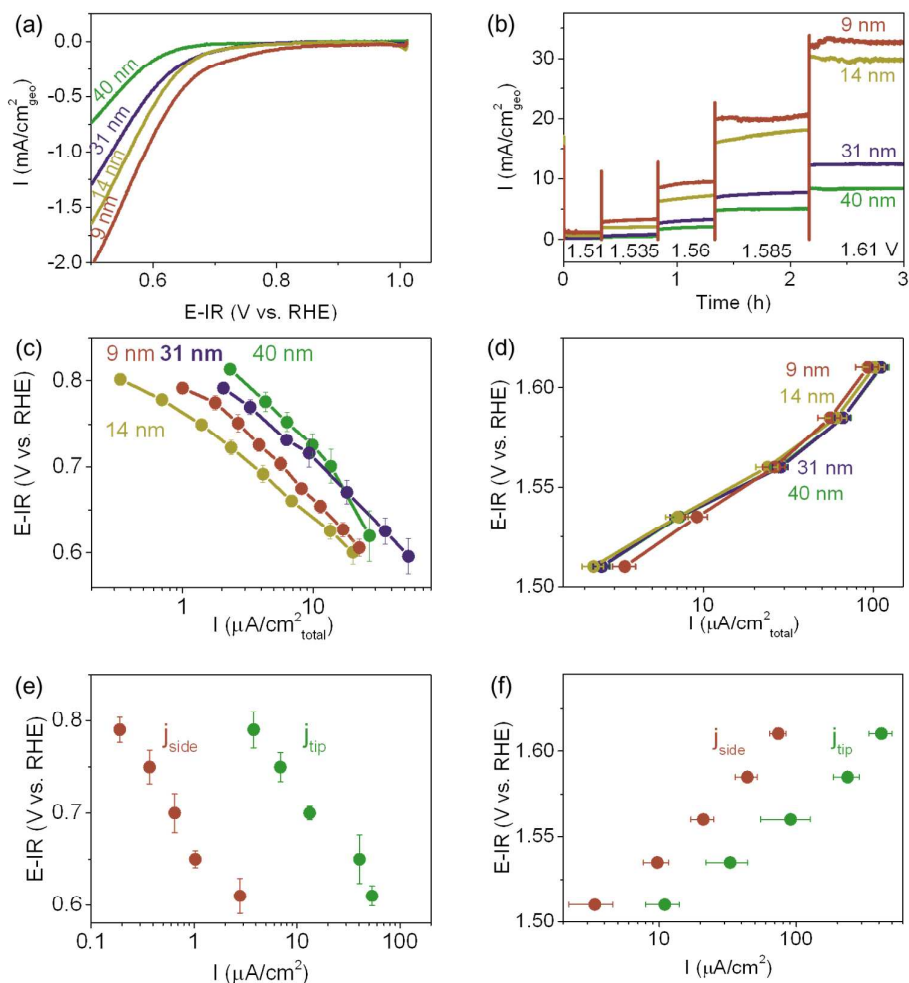 (a)
0.0
-0.5
-1.0
-1.5
-2.0
I (mA/cm²geo)
40 nm
31 nm
14 nm
9 nm
0.6 0.8 1.0
E-IR (V vs. RHE)
(b)
30
20
10
0
I (mA/cm²geo)
9 nm
14 nm
31 nm
40 nm
1.51 1.535 1.56 1.585 1.61 V
0 1 2 3
Time (h)
(c)
9 nm 31 nm 40 nm
14 nm
0.8
0.7
0.6
E-IR (V vs. RHE)
1 10
I (μA/cm²total)
(d)
9 nm
14 nm
31 nm
40 nm
1.60
1.55
1.50
E-IR (V vs. RHE)
10 100
I (μA/cm²total)
(e)
jside jtip
0.8
0.7
0.6
E-IR (V vs. RHE)
0.1 1 10 100
I (μA/cm²)
(f)
jside jtip
1.60
1.55
1.50
E-IR (V vs. RHE)
10 100
I (μA/cm²)